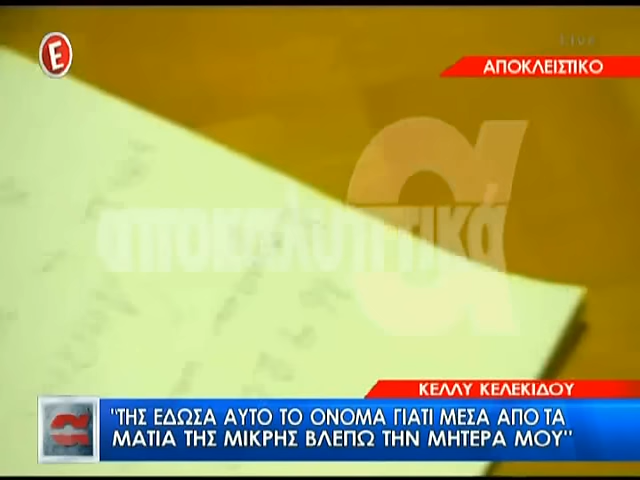 E
LIVE
ΑΠΟΚΛΕΙΣΤΙΚΟ
αποκαλυπτικά
ΚΕΛΛΥ ΚΕΛΕΚΙΔΟΥ
"ΤΗΣ ΕΔΩΣΑ ΑΥΤΟ ΤΟ ΟΝΟΜΑ ΓΙΑΤΙ ΜΕΣΑ ΑΠΟ ΤΑ
ΜΑΤΙΑ ΤΗΣ ΜΙΚΡΗΣ ΒΛΕΠΩ ΤΗΝ ΜΗΤΕΡΑ ΜΟΥ"